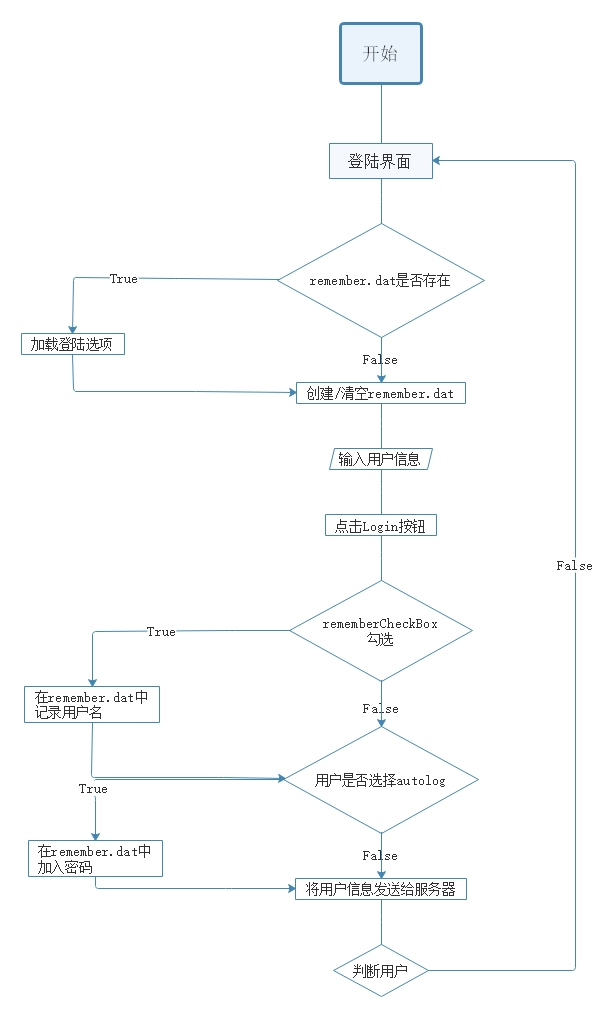 开始
登陆界面
remember.dat是否存在
True
加载登陆选项
False
创建/清空remember.dat
输入用户信息
点击Login按钮
False
rememberCheckBox
勾选
True
在remember.dat中
记录用户名
False
用户是否选择autolog
True
在remember.dat中
加入密码
False
将用户信息发送给服务器
判断用户